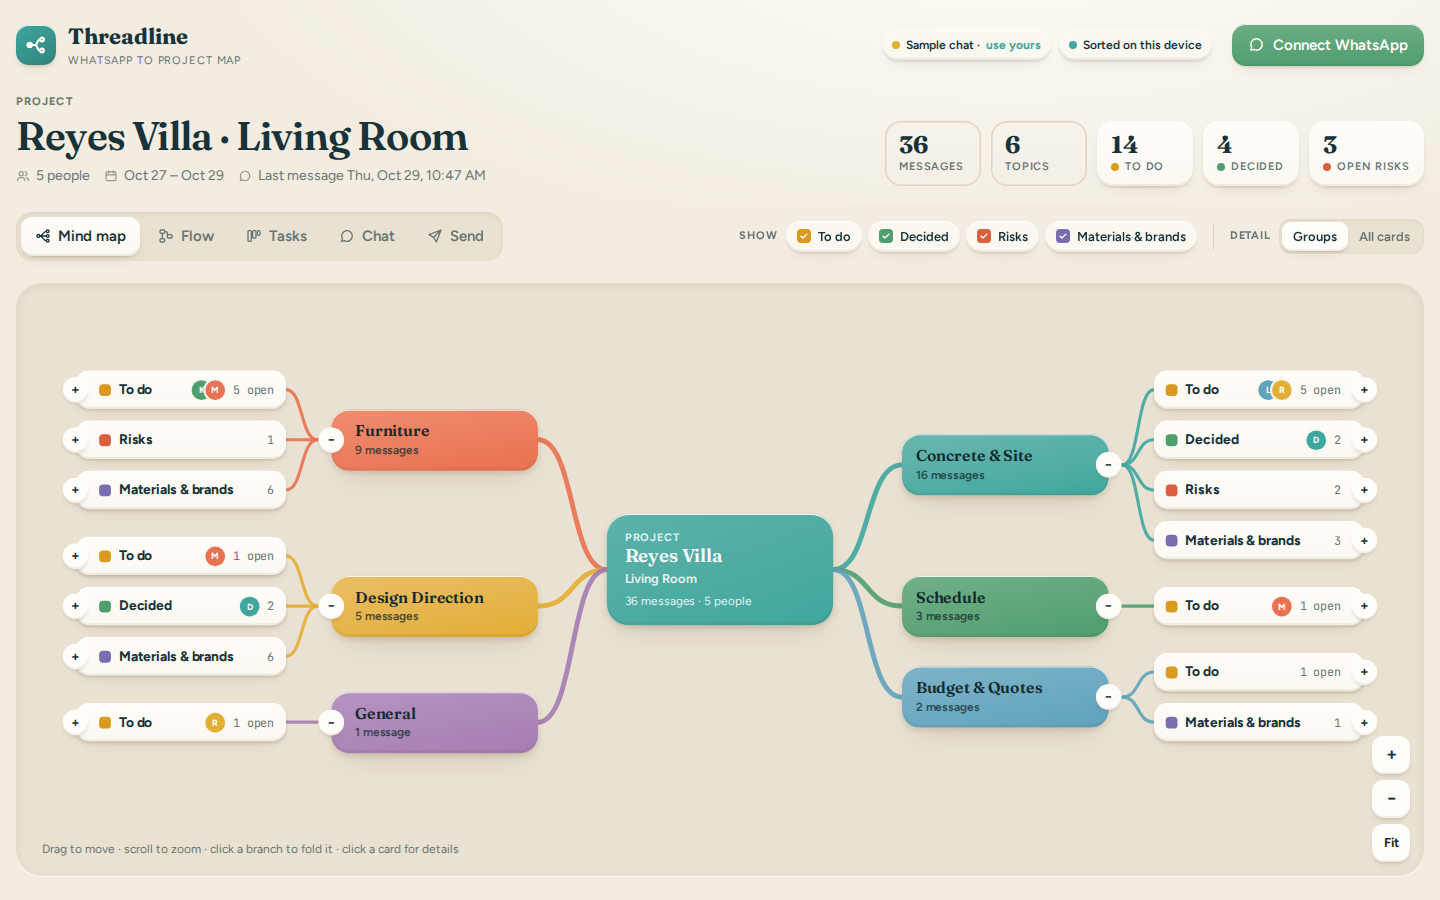 Threadline
WHATSAPP TO PROJECT MAP
Sample chat · use yours
Sorted on this device
Connect WhatsApp
PROJECT
Reyes Villa · Living Room
5 people
Oct 27 – Oct 29
Last message Thu, Oct 29, 10:47 AM
36
MESSAGES
6
TOPICS
14
TO DO
4
DECIDED
3
OPEN RISKS
Mind map
Flow
Tasks
Chat
Send
SHOW
To do
Decided
Risks
Materials & brands
DETAIL
Groups
All cards
+ To do K M 5 open
+ Risks 1
+ Materials & brands 6
− Furniture
9 messages
+ To do M 1 open
+ Decided D 2
+ Materials & brands 6
− Design Direction
5 messages
+ To do R 1 open
− General
1 message
PROJECT
Reyes Villa
Living Room
36 messages · 5 people
Concrete & Site −
16 messages
To do L R 5 open +
Decided D 2 +
Risks 2 +
Materials & brands 3 +
Schedule −
3 messages
To do M 1 open +
Budget & Quotes −
2 messages
To do 1 open +
Materials & brands 1 +
+
−
Fit
Drag to move · scroll to zoom · click a branch to fold it · click a card for details